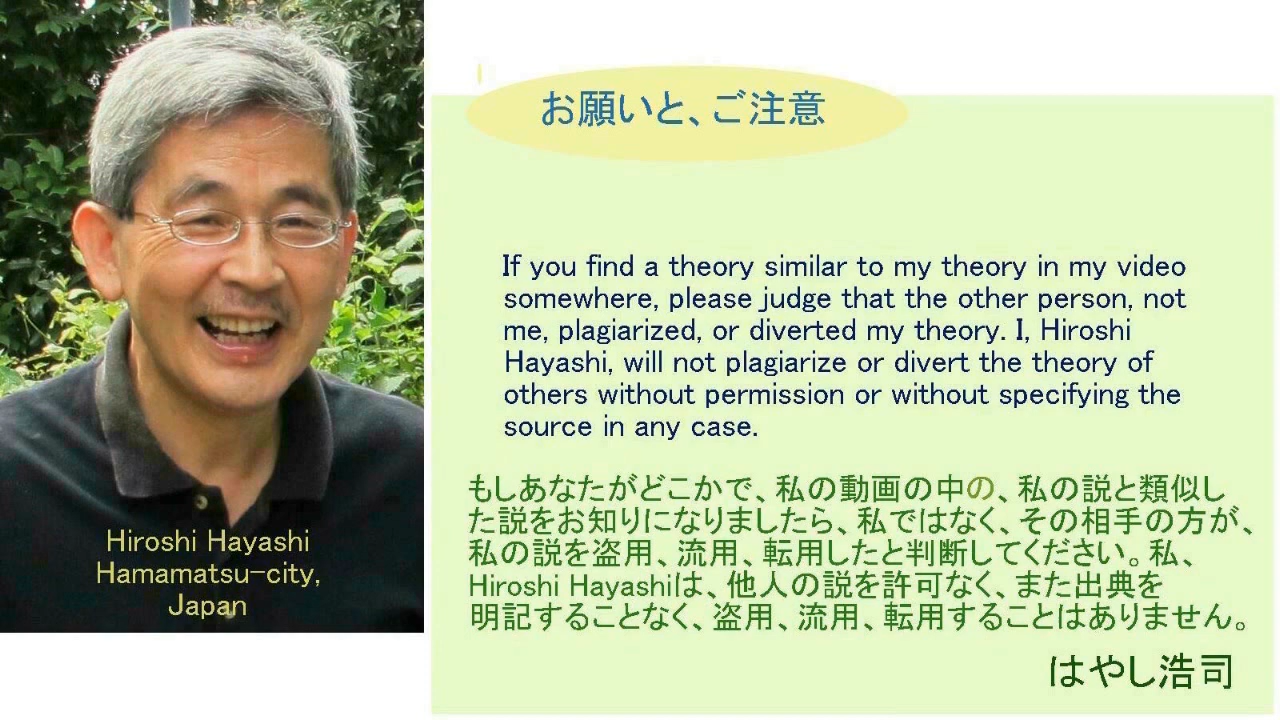 お願いと、ご注意
If you find a theory similar to my theory in my video
somewhere, please judge that the other person, not
me, plagiarized, or diverted my theory. I, Hiroshi
Hayashi, will not plagiarize or divert the theory of
others without permission or without specifying the
source in any case.
もしあなたがどこかで、私の動画の中の、私の説と類似し
た説をお知りになりましたら、私ではなく、その相手の方が、
私の説を盗用、流用、転用したと判断してください。私、
Hiroshi Hayashiは、他人の説を許可なく、また出典を
明記することなく、盗用、流用、転用することはありません。
はやし浩司
Hiroshi Hayashi
Hamamatsu-city,
Japan